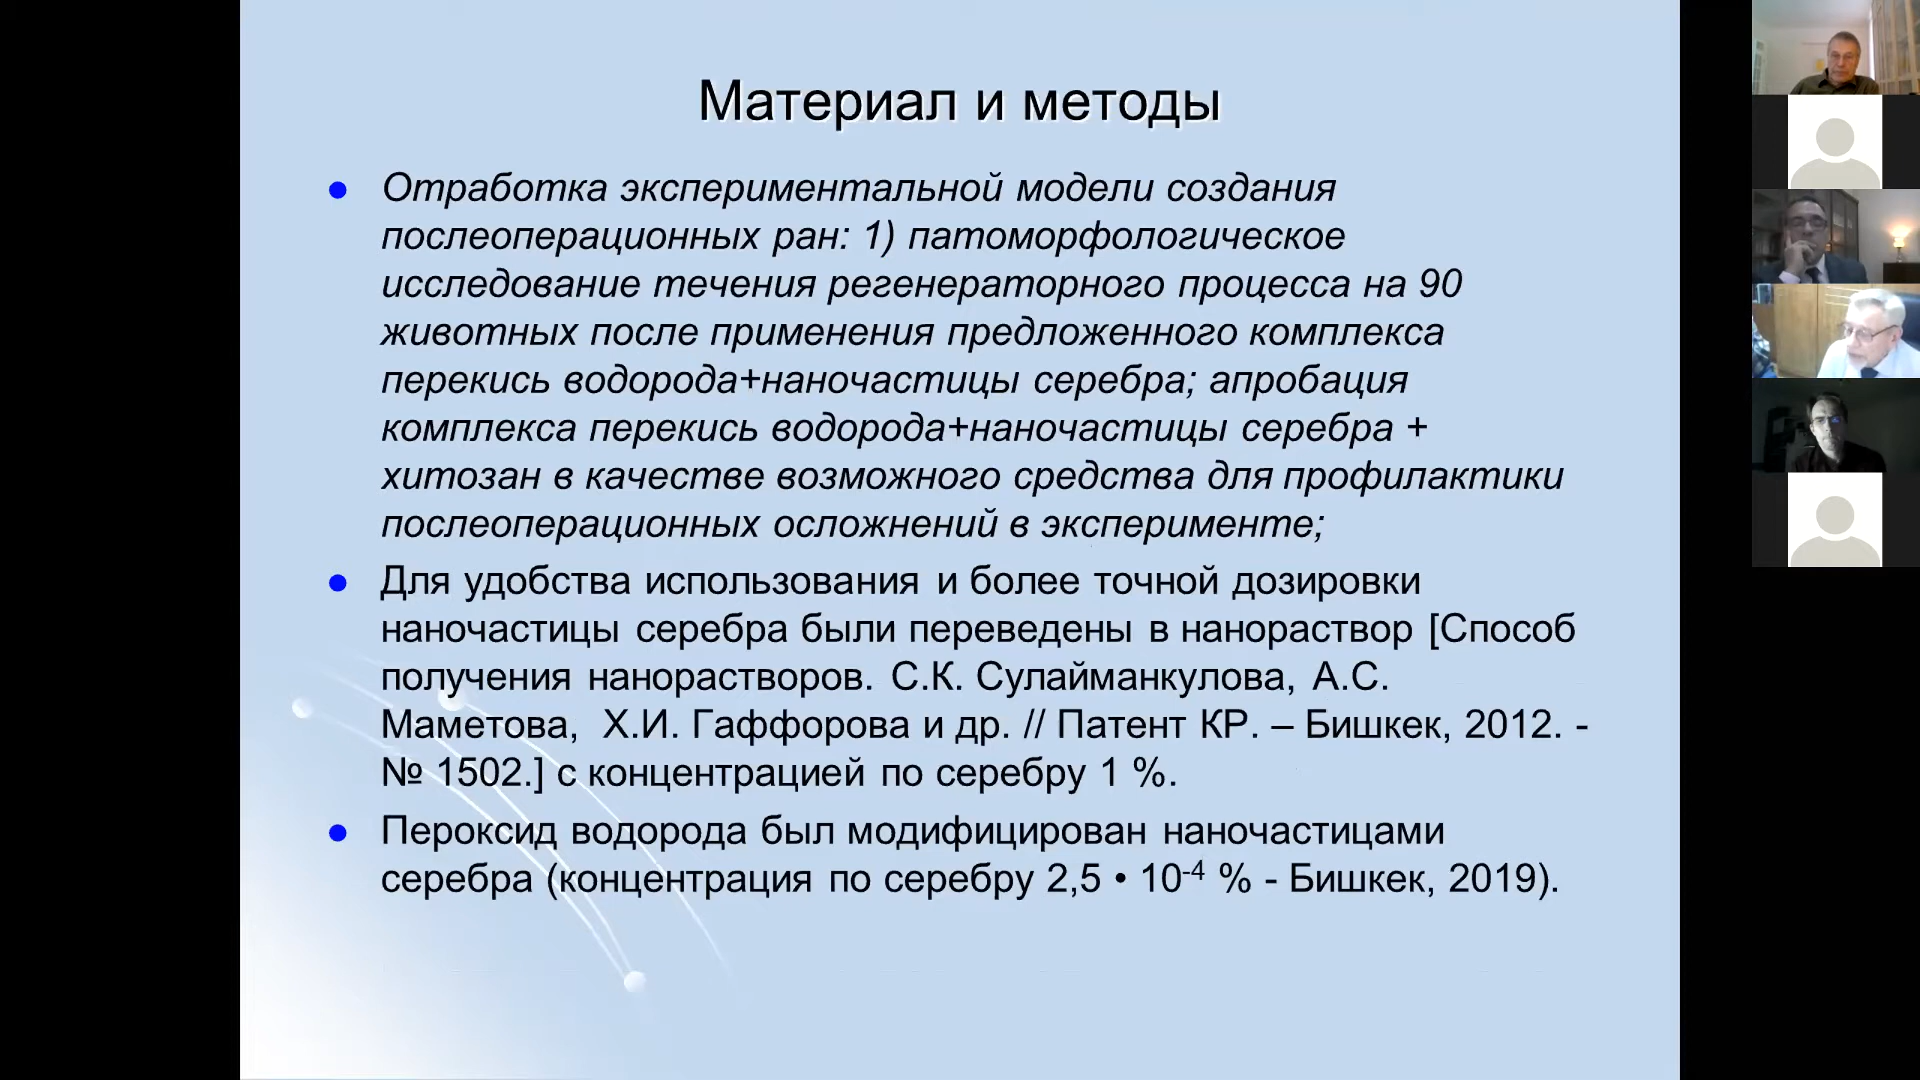 Материал и методы
● Отработка экспериментальной модели создания
послеоперационных ран: 1) патоморфологическое
исследование течения регенераторного процесса на 90
животных после применения предложенного комплекса
перекись водорода+наночастицы серебра; апробация
комплекса перекись водорода+наночастицы серебра +
хитозан в качестве возможного средства для профилактики
послеоперационных осложнений в эксперименте;
● Для удобства использования и более точной дозировки
наночастицы серебра были переведены в нанораствор [Способ
получения нанорастворов. С.К. Сулайманкулова, А.С.
Маметова, Х.И. Гаффорова и др. // Патент КР. – Бишкек, 2012. -
№ 1502.] с концентрацией по серебру 1 %.
● Пероксид водорода был модифицирован наночастицами
серебра (концентрация по серебру 2,5 • 10⁻⁴ % - Бишкек, 2019).